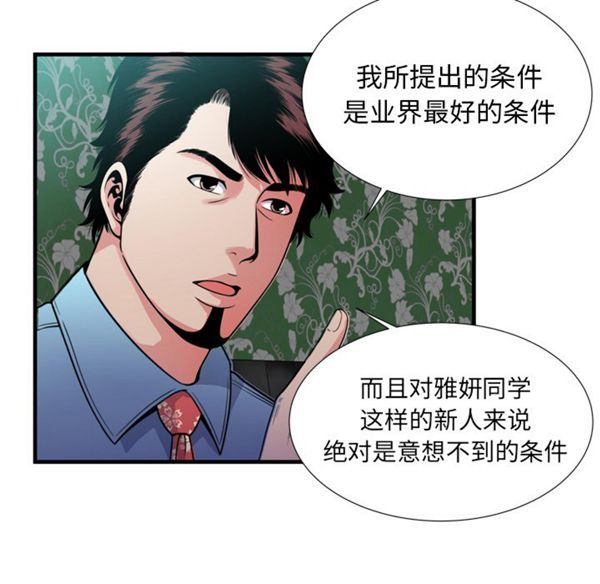 我所提出的条件
是业界最好的条件
而且对雅妍同学
这样的新人来说
绝对是意想不到的条件